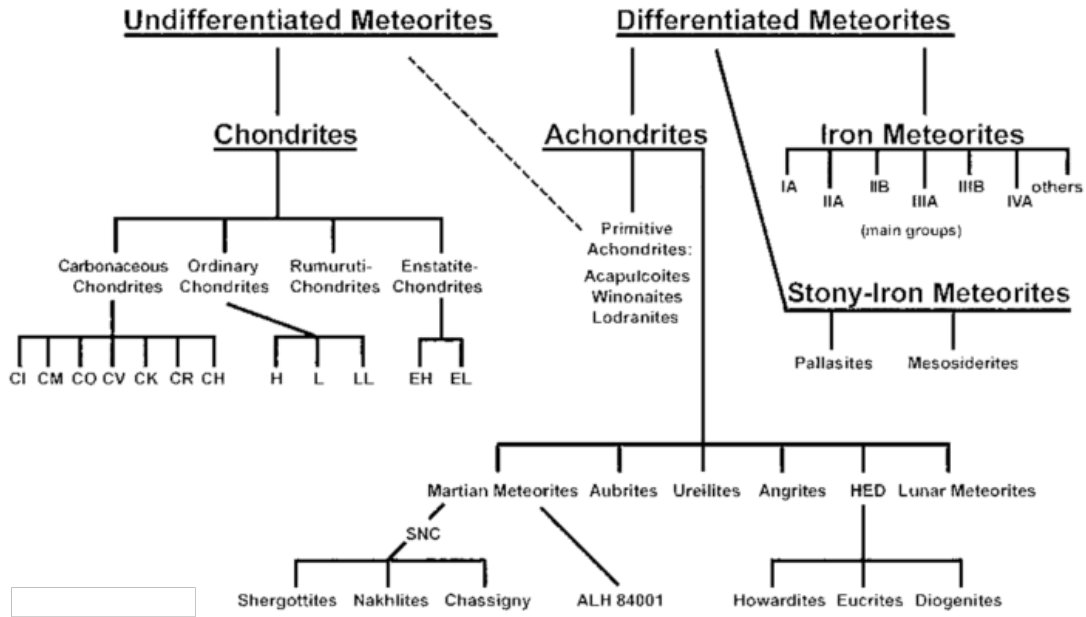 Undifferentiated Meteorites
Differentiated Meteorites
Chondrites
Achondrites
Iron Meteorites
IA
IIA
IIB
IIIA
IIIB
IVA
others
(main groups)
Primitive
Achondrites:
Acapulcoites
Winonaites
Lodranites
Carbonaceous
Chondrites
Ordinary
Chondrites
Rumuruti-
Chondrites
Enstatite-
Chondrites
Stony-Iron Meteorites
Pallasites
Mesosiderites
CI
CM
CO
CV
CK
CR
CH
H
L
LL
EH
EL
Martian Meteorites
Aubrites
Ureilites
Angrites
HED
Lunar Meteorites
SNC
Shergottites
Nakhlites
Chassigny
ALH 84001
Howardites
Eucrites
Diogenites